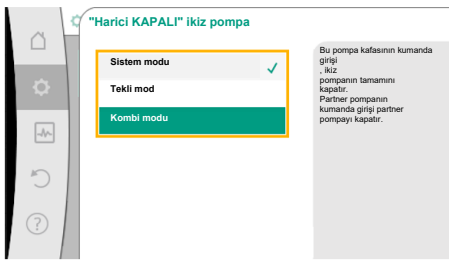 "Harici KAPALI" ikiz pompa
Sistem modu
Tekli mod
Kombi modu
Bu pompa kafasının kumanda
girişi
, ikiz
pompanın tamamını
kapatır.
Partner pompanın
kumanda girişi partner
pompayı kapatır.
?